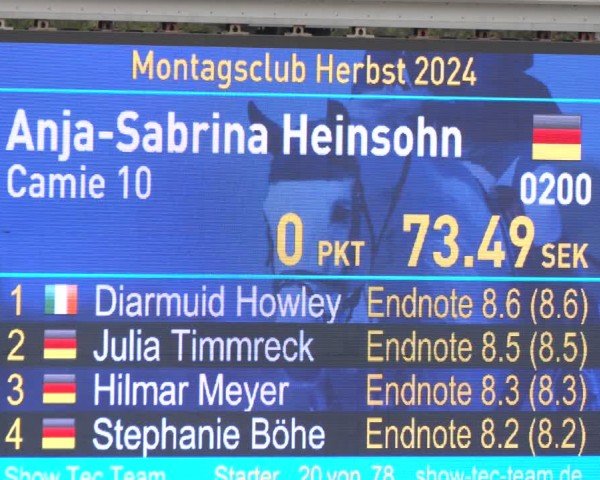 Montagsclub Herbst 2024
Anja-Sabrina Heinsohn
Camie 10 0200
0 PKT 73.49 SEK
1 Diarmuid Howley Endnote 8.6 (8.6)
2 Julia Timmreck Endnote 8.5 (8.5)
3 Hilmar Meyer Endnote 8.3 (8.3)
4 Stephanie Böhe Endnote 8.2 (8.2)
Show Tec Team Starter 20 von 78 show-tec-team.de